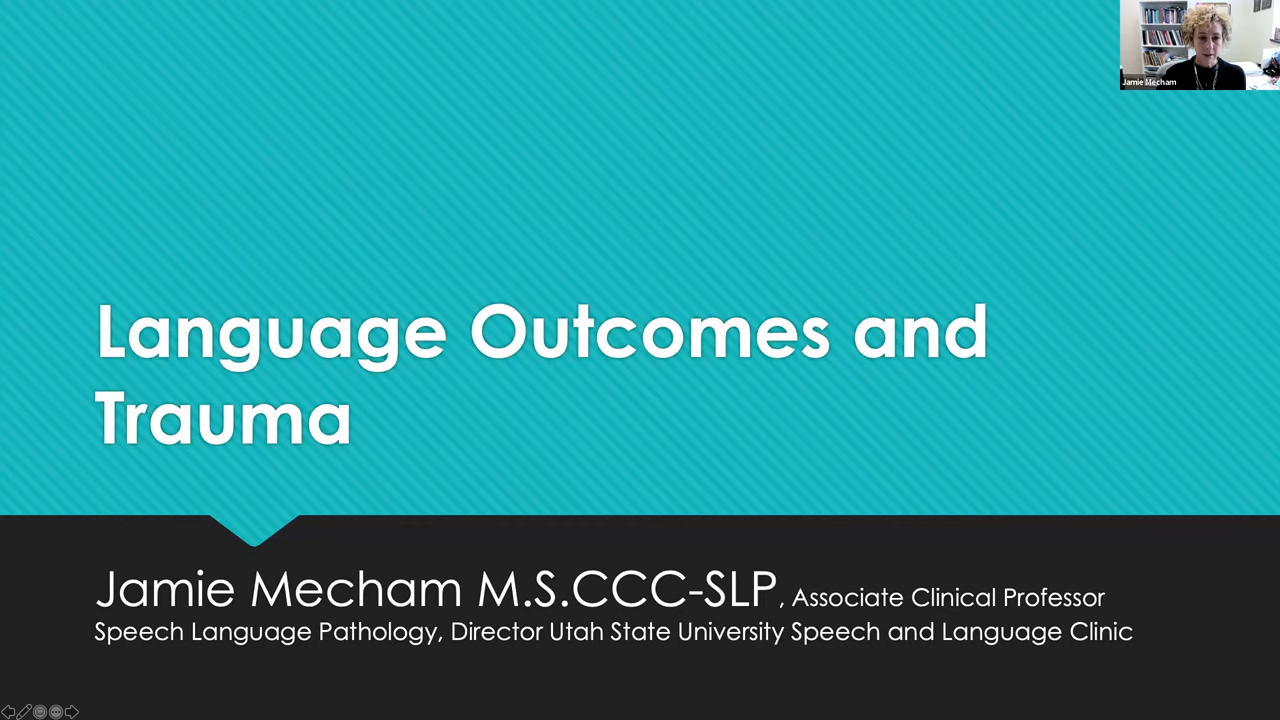 Jamie Mecham
Language Outcomes and
Trauma
Jamie Mecham M.S.CCC-SLP, Associate Clinical Professor
Speech Language Pathology, Director Utah State University Speech and Language Clinic